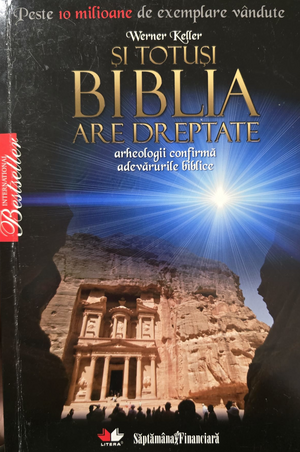 Peste 10 milioane de exemplare vândute
Werner Keller
ȘI TOTUȘI
BIBLIA
ARE DREPTATE
arheologii confirmă
adevărurile biblice
INTERNATIONAL
Bestseller
LITERA
Săptămâna Financiară